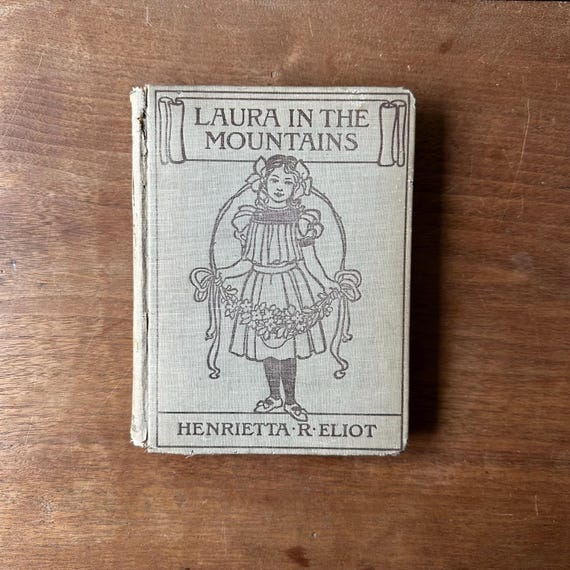 LAURA IN THE
MOUNTAINS
HENRIETTA · R · ELIOT